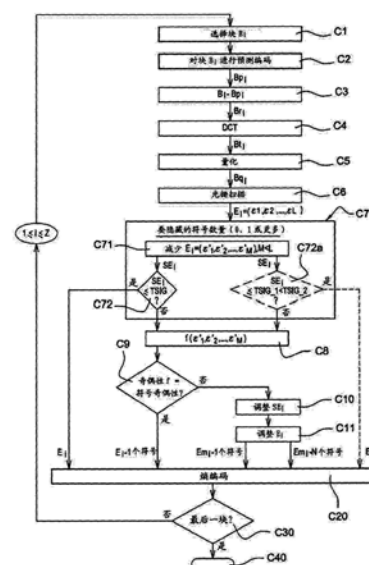 C1
选择块 Bi
C2
对块 Bi 进行预测编码
Bpi
C3
Bi-Bpi
Bri
C4
DCT
Bti
C5
量化
Bqi
C6
光栅扫描
Ei=(ε1,ε2,...,εL)
C7
要隐藏的符号数量(0, 1 或更多)
C71
减少 Ei=(ε'1,ε'2,...,ε'M),M<L
SEi
SEi
C72a
是
SEi
≤TSIG
?
C72
否
SEi
≤TSIG_1<TSIG_2
?
是
否
f(ε'1,ε'2,...,ε'M)
C8
1≤i≤Z
C9
奇偶性 f =
符号奇偶性?
否
是
调整 SEi
C10
调整 Ei
C11
Ei
Ei-1个符号
Emi-1个符号
Emi-N个符号
熵编码
C20
否
最后一块?
C30
是
C40